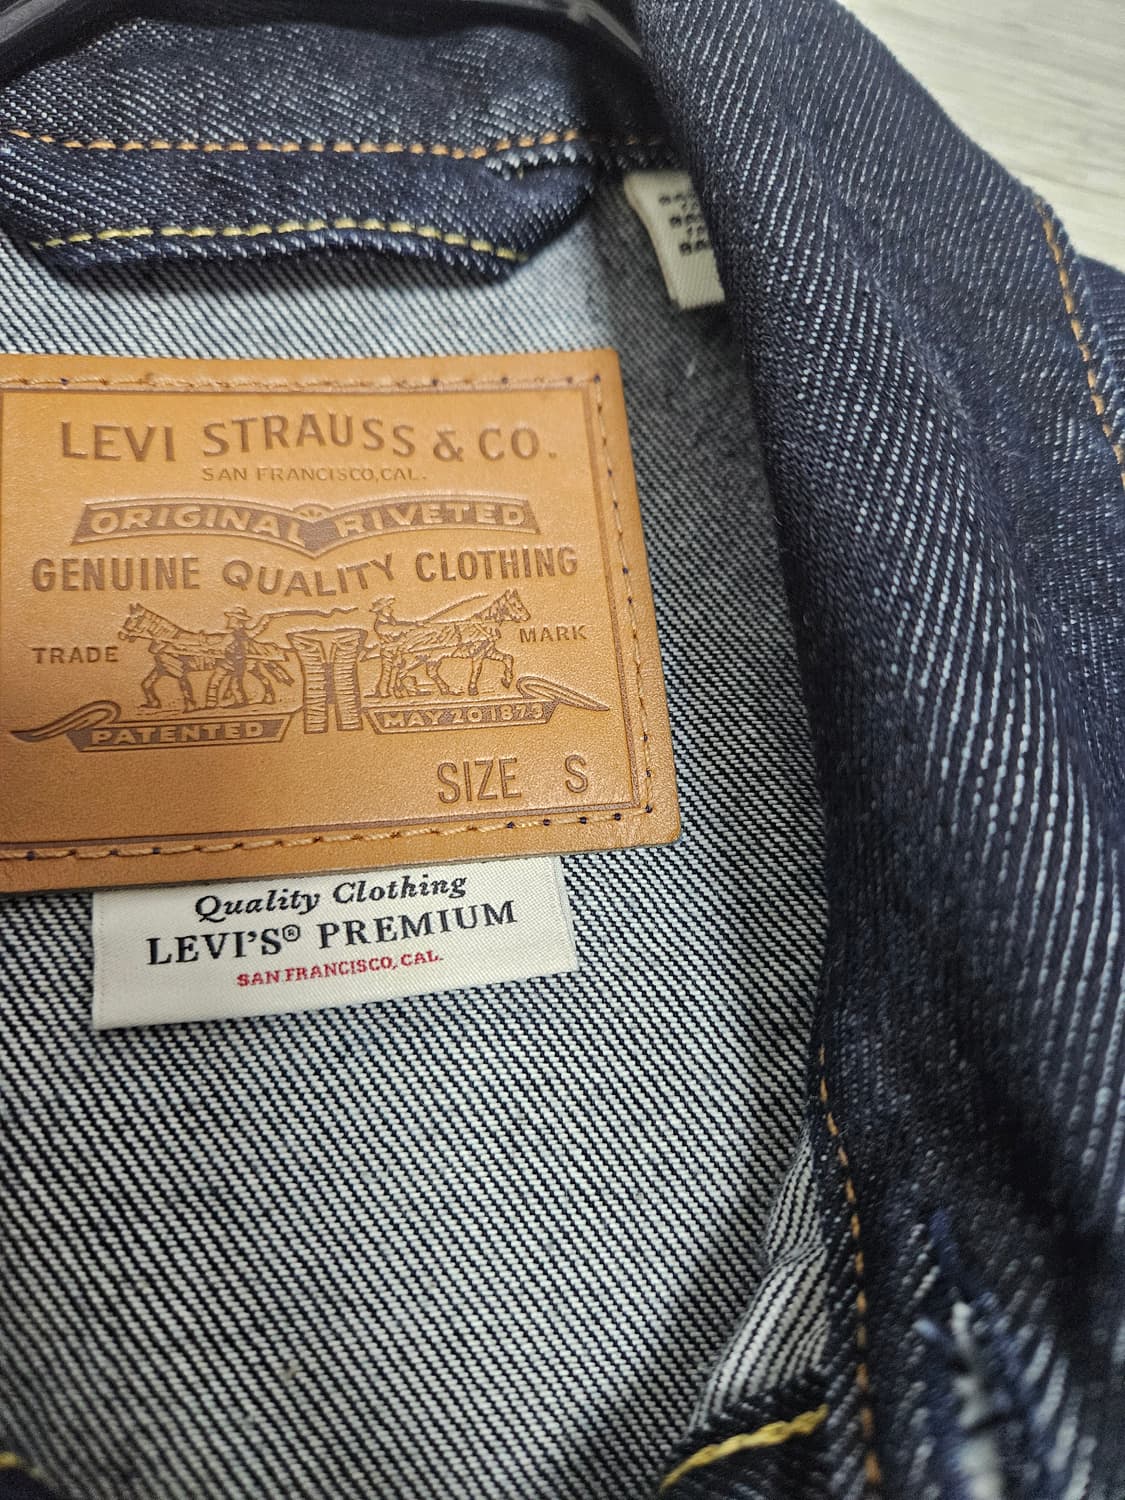 LEVI STRAUSS & CO.
SAN FRANCISCO, CAL.
ORIGINAL RIVETED
GENUINE QUALITY CLOTHING
TRADE MARK
PATENTED MAY 20 1873
SIZE S
Quality Clothing
LEVI'S® PREMIUM
SAN FRANCISCO, CAL.